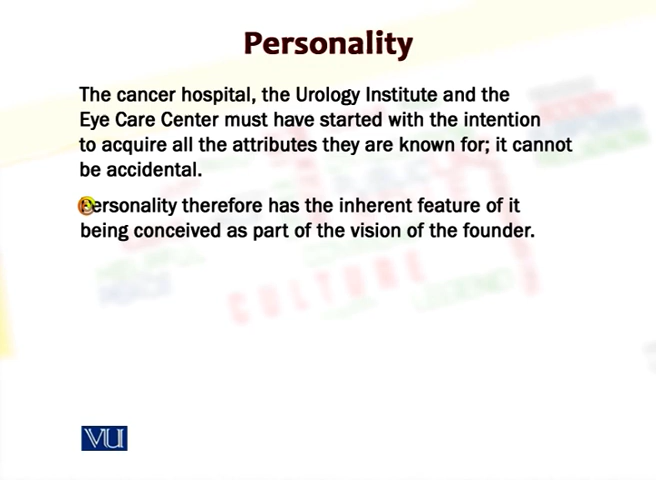 Personality
The cancer hospital, the Urology Institute and the
Eye Care Center must have started with the intention
to acquire all the attributes they are known for; it cannot
be accidental.
Personality therefore has the inherent feature of it
being conceived as part of the vision of the founder.
CULTURE
VU